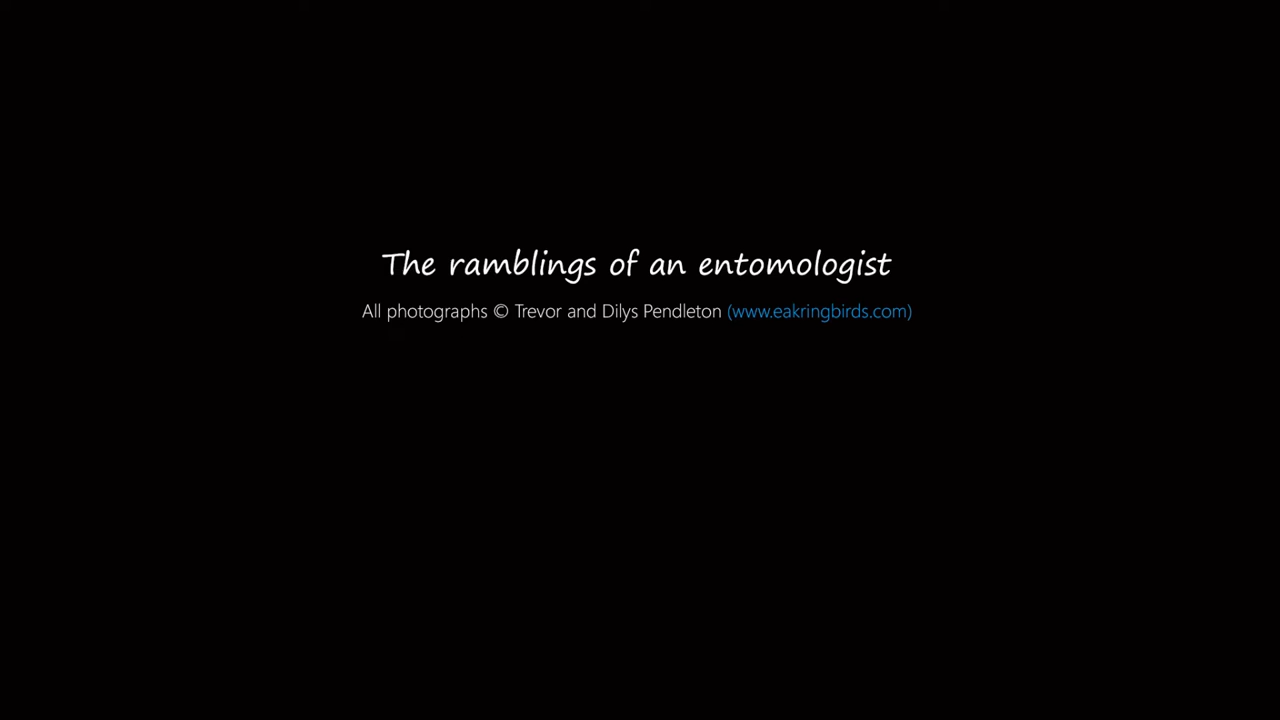 The ramblings of an entomologist
All photographs © Trevor and Dilys Pendleton (www.eakringbirds.com)